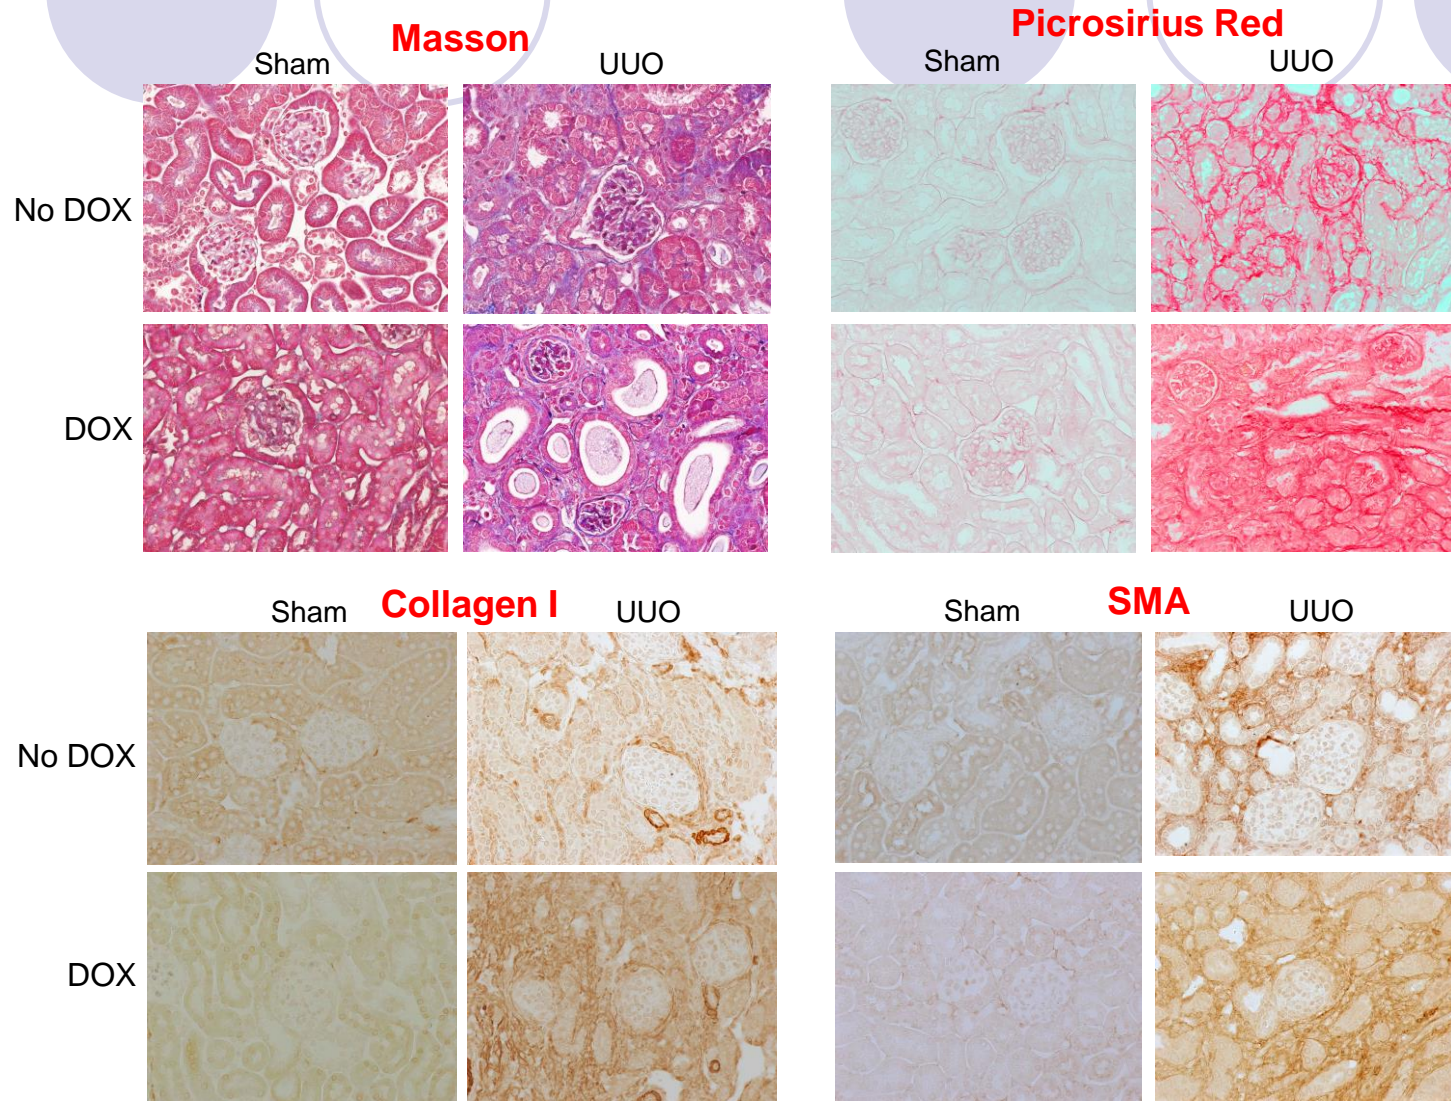 Masson
Sham UUO
Picrosirius Red
Sham UUO
No DOX
DOX
Collagen I
Sham UUO
SMA
Sham UUO
No DOX
DOX